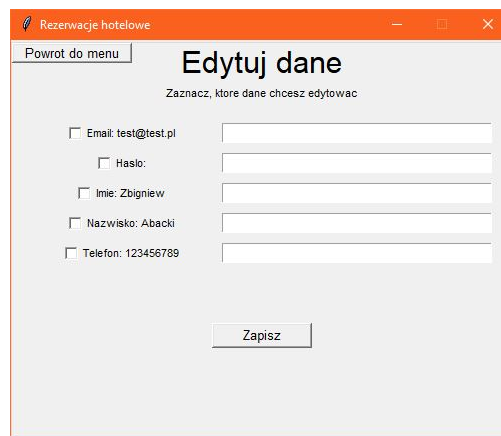 Rezerwacje hotelowe
Powrot do menu
Edytuj dane
Zaznacz, ktore dane chcesz edytowac
Email: test@test.pl
Haslo:
Imie: Zbigniew
Nazwisko: Abacki
Telefon: 123456789
Zapisz